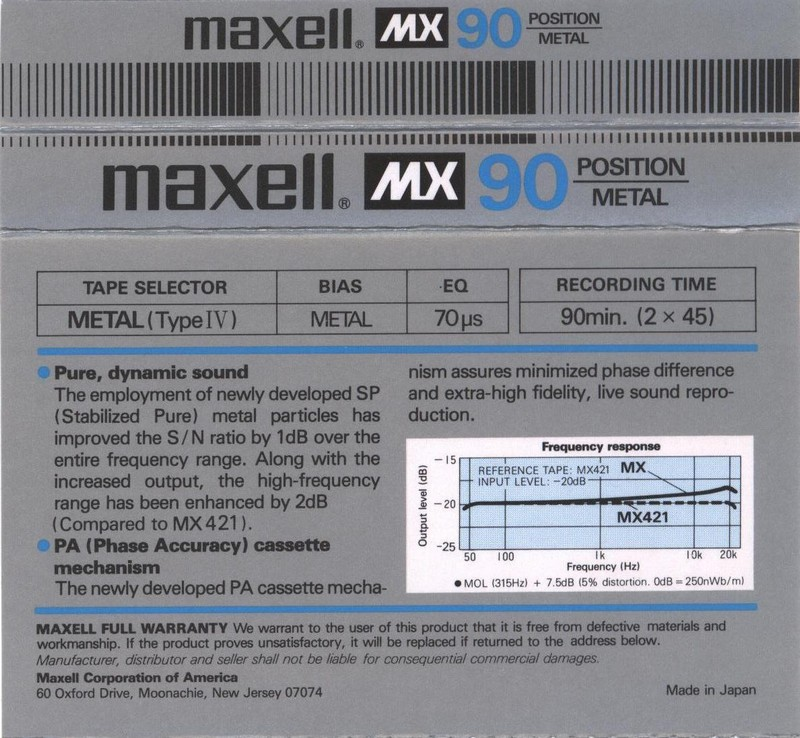 maxell® MX 90 POSITION METAL
maxell® MX 90 POSITION METAL
TAPE SELECTOR BIAS EQ RECORDING TIME
METAL (Type IV) METAL 70μs 90min. (2 × 45)
● Pure, dynamic sound
The employment of newly developed SP
(Stabilized Pure) metal particles has
improved the S/N ratio by 1dB over the
entire frequency range. Along with the
increased output, the high-frequency
range has been enhanced by 2dB
(Compared to MX421).
● PA (Phase Accuracy) cassette
mechanism
The newly developed PA cassette mecha-
nism assures minimized phase difference
and extra-high fidelity, live sound repro-
duction.
Frequency response
Output level (dB)
-15
-20
-25
REFERENCE TAPE: MX421
INPUT LEVEL: -20dB
MX
MX421
50 100 1k 10k 20k
Frequency (Hz)
● MOL (315Hz) + 7.5dB (5% distortion. 0dB = 250nWb/m)
MAXELL FULL WARRANTY We warrant to the user of this product that it is free from defective materials and
workmanship. If the product proves unsatisfactory, it will be replaced if returned to the address below.
Manufacturer, distributor and seller shall not be liable for consequential commercial damages.
Maxell Corporation of America
60 Oxford Drive, Moonachie, New Jersey 07074
Made in Japan